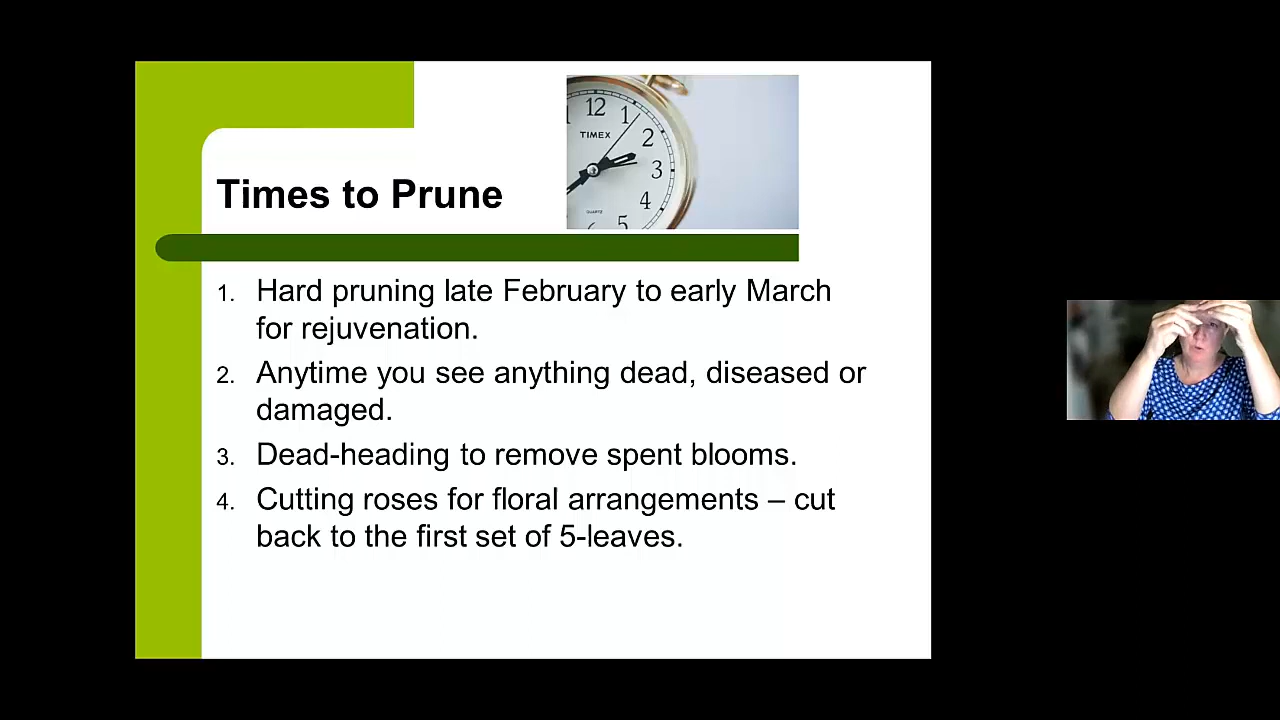 12
1
1
TIMEX
2
3
4
QUARTZ
5
6
Times to Prune
1. Hard pruning late February to early March
for rejuvenation.
2. Anytime you see anything dead, diseased or
damaged.
3. Dead-heading to remove spent blooms.
4. Cutting roses for floral arrangements – cut
back to the first set of 5-leaves.